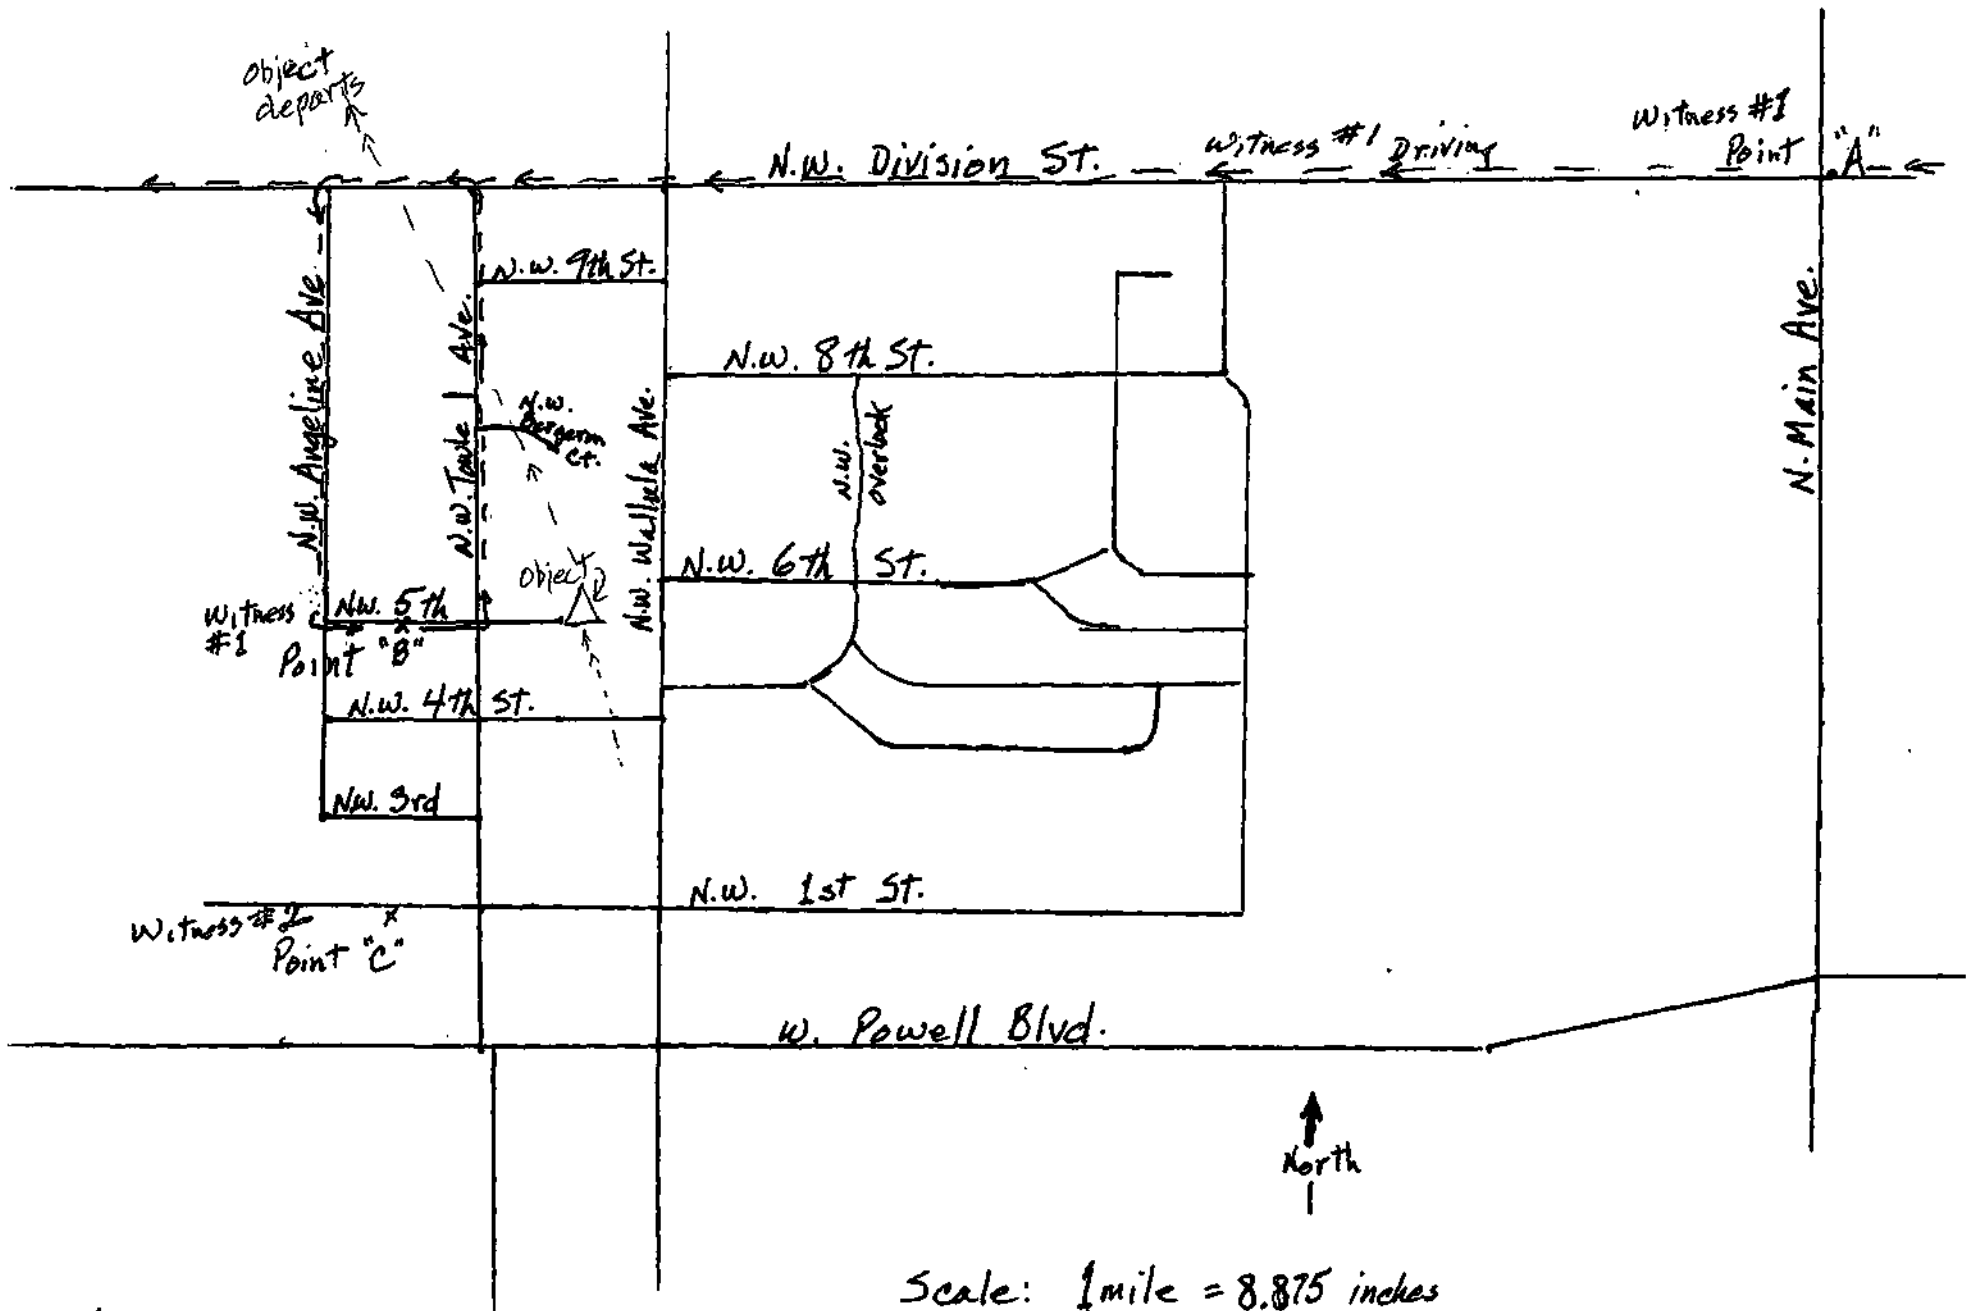 Object
departs
Witness #1
Point "A"
Witness #1 Driving
N.W. Division St.
N.W. 9th St.
N.W. Angeline Ave
N.W. Towle Ave.
N.W. 8th St.
N. Main Ave.
N.W.
Ct.
N.W. Wallula Ave.
N.W.
Overlook
Object
N.W. 6th St.
N.W. 5th
Witness
#1
Point "B"
N.W. 4th St.
N.W. 3rd
N.W. 1st St.
Witness #2
Point "C"
W. Powell Blvd.
North
Scale: 1 mile = 8.875 inches